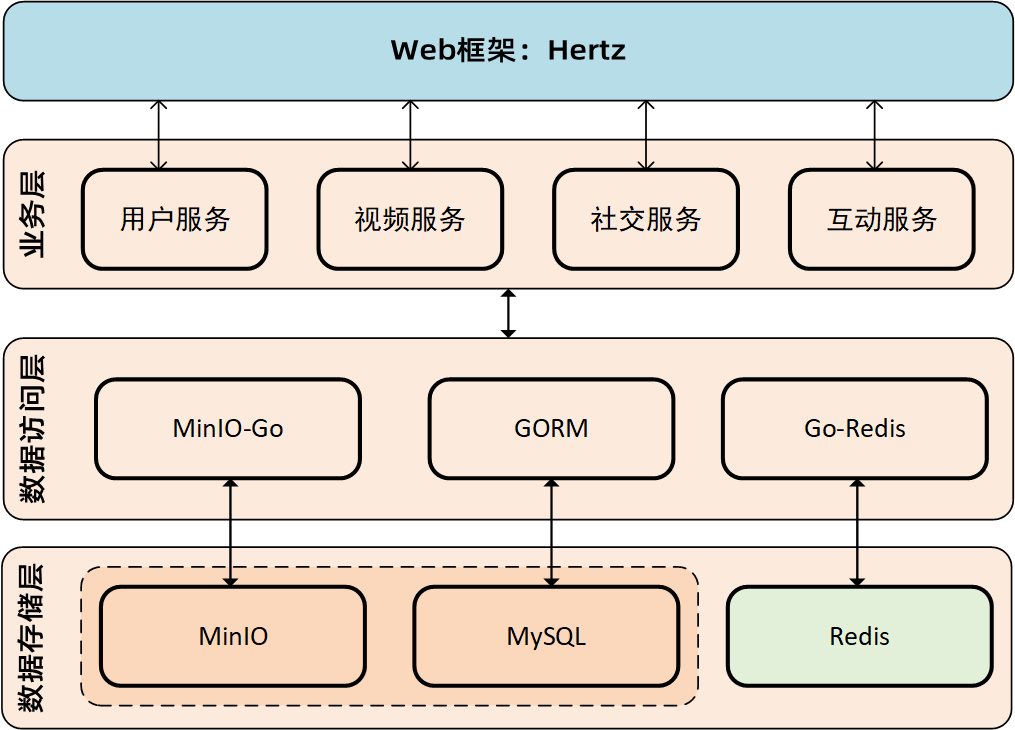 Web框架：Hertz
业务层
用户服务
视频服务
社交服务
互动服务
数据访问层
MinIO-Go
GORM
Go-Redis
数据存储层
MinIO
MySQL
Redis